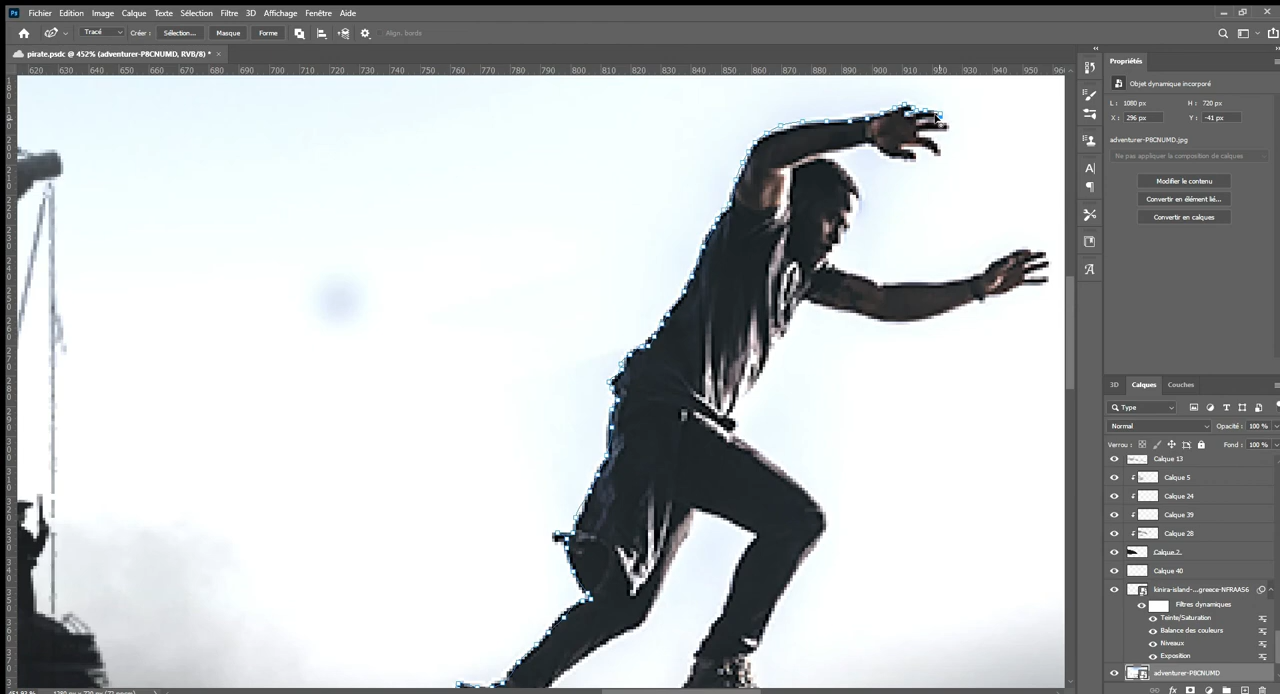 Ps Fichier Edition Image Calque Texte Sélection Filtre 3D Affichage Fenêtre Aide
Tracé Créer : Sélection... Masque Forme Align. bords
pirate.psdc @ 452% (adventurer-P8CNUMD, RVB/8) * ×
620 630 640 650 660 670 680 690 700 710 720 730 740 750 760 770 780 790 800 810 820 830 840 850 860 870 880 890 900 910 920 930 940 950 960
Propriétés
Objet dynamique incorporé
L : 1080 px H : 720 px
X : 296 px Y : -41 px
adventurer-P8CNUMD.jpg
Ne pas appliquer la composition de calques
Modifier le contenu
Convertir en élément lié...
Convertir en calques
3D Calques Couches
Type
Normal Opacité : 100 %
Verrou : Fond : 100 %
Calque 13
Calque 5
Calque 24
Calque 39
Calque 28
Calque 2
Calque 40
kinira-island-...greece-NFRAAS6
Filtres dynamiques
Teinte/Saturation
Balance des couleurs
Niveaux
Exposition
adventurer-P8CNUMD